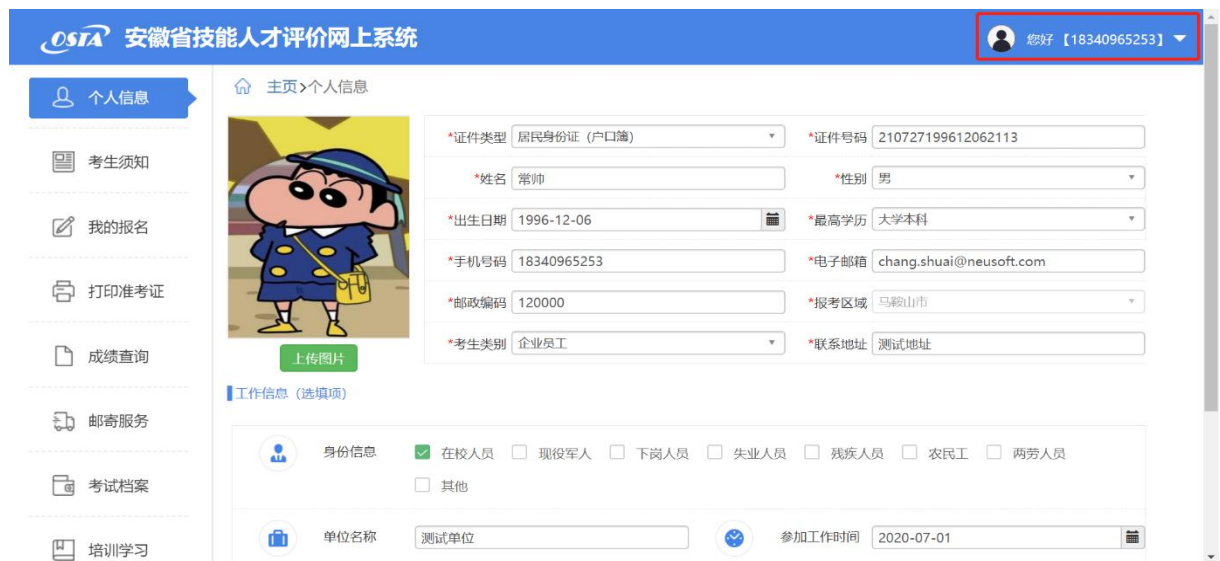 OSTA 安徽省技能人才评价网上系统 您好 【18340965253】
个人信息
考生须知
我的报名
打印准考证
成绩查询
邮寄服务
考试档案
培训学习
主页>个人信息
*证件类型 居民身份证（户口簿） *证件号码 210727199612062113
*姓名 常帅 *性别 男
*出生日期 1996-12-06 *最高学历 大学本科
*手机号码 18340965253 *电子邮箱 chang.shuai@neusoft.com
*邮政编码 120000 *报考区域 马鞍山市
*考生类别 企业员工 *联系地址 测试地址
上传图片
工作信息（选填项）
身份信息 在校人员 现役军人 下岗人员 失业人员 残疾人员 农民工 两劳人员
其他
单位名称 测试单位 参加工作时间 2020-07-01